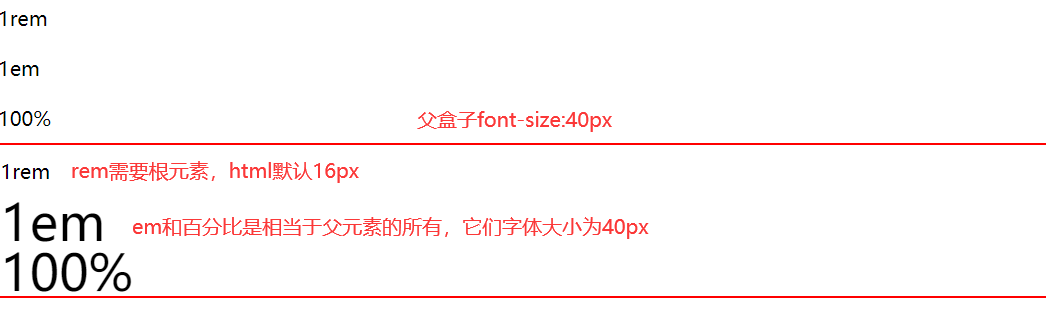 1rem
1em
100%
父盒子font-size:40px
1rem
rem需要根元素，html默认16px
1em
em和百分比是相当于父元素的所有，它们字体大小为40px
100%